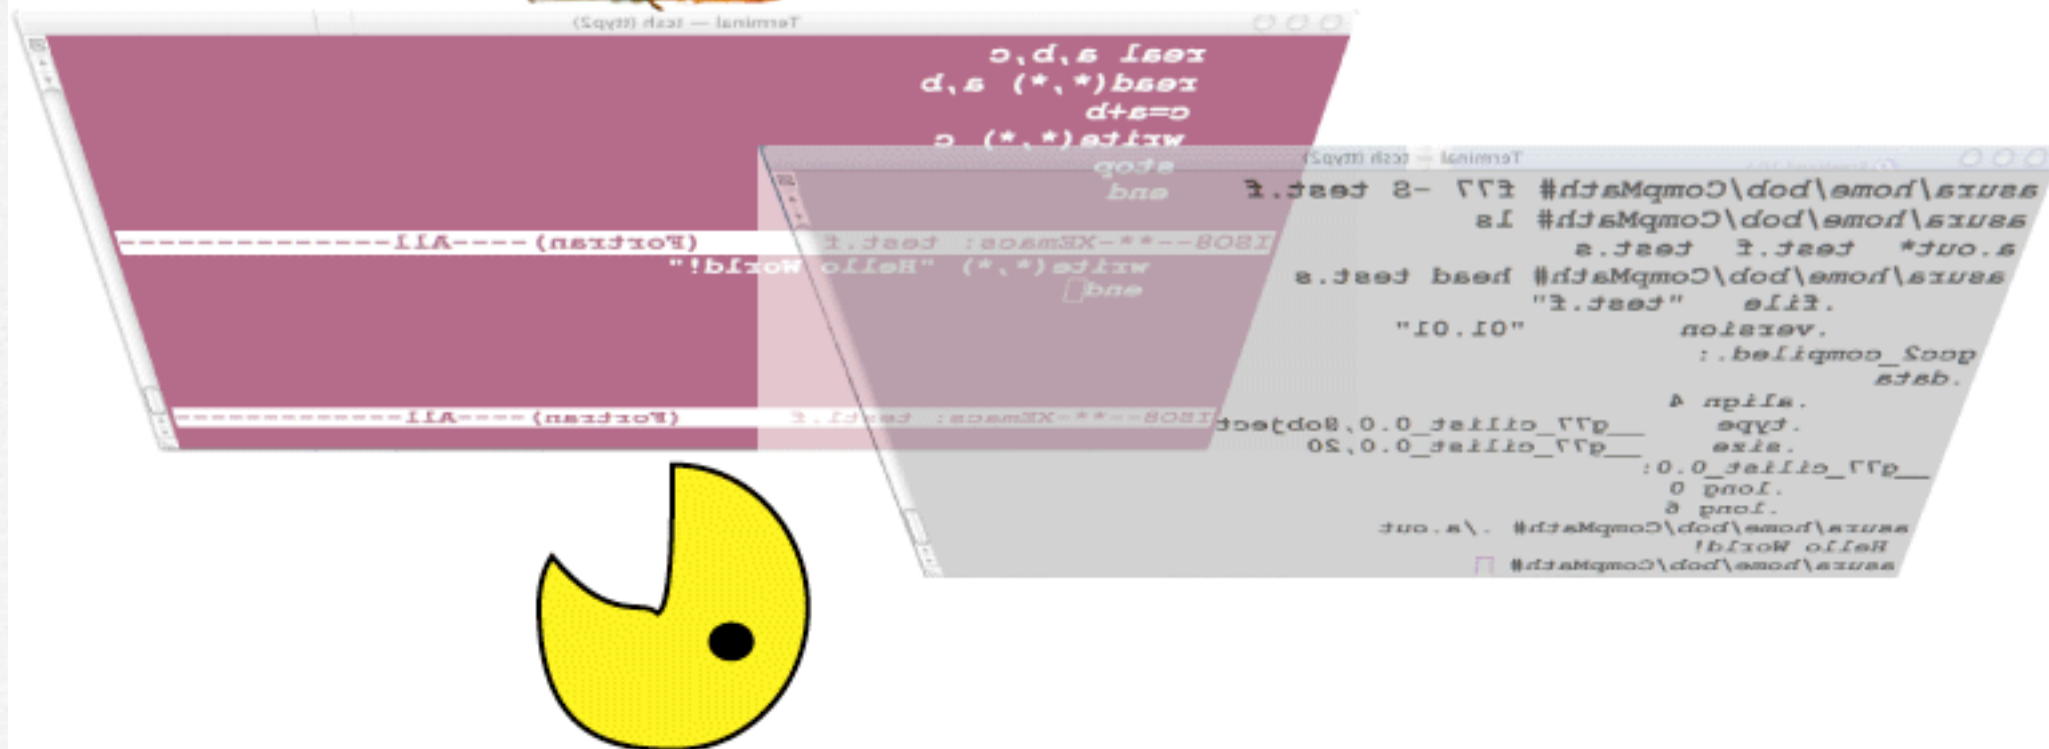 Terminal — tcsh (ttyp2)
real a,b,c
read(*,*) a,b
c=a+b
write(*,*) c
stop
end
ISO8--**-XEmacs: test.f (Fortran)----All---------------
write(*,*) "Hello World!"
end
ISO8--**-XEmacs: test1.f (Fortran)----All---------------
Terminal — tcsh (ttyp2)
asura/home/bob/CompMath# f77 -S test.f
asura/home/bob/CompMath# ls
a.out* test.f test.s
asura/home/bob/CompMath# head test.s
.file "test.f"
.version "01.01"
gcc2_compiled.:
.data
.align 4
.type __g77_cilist_0.0,@object
.size __g77_cilist_0.0,20
__g77_cilist_0.0:
.long 0
.long 6
asura/home/bob/CompMath# ./a.out
Hello World!
asura/home/bob/CompMath#